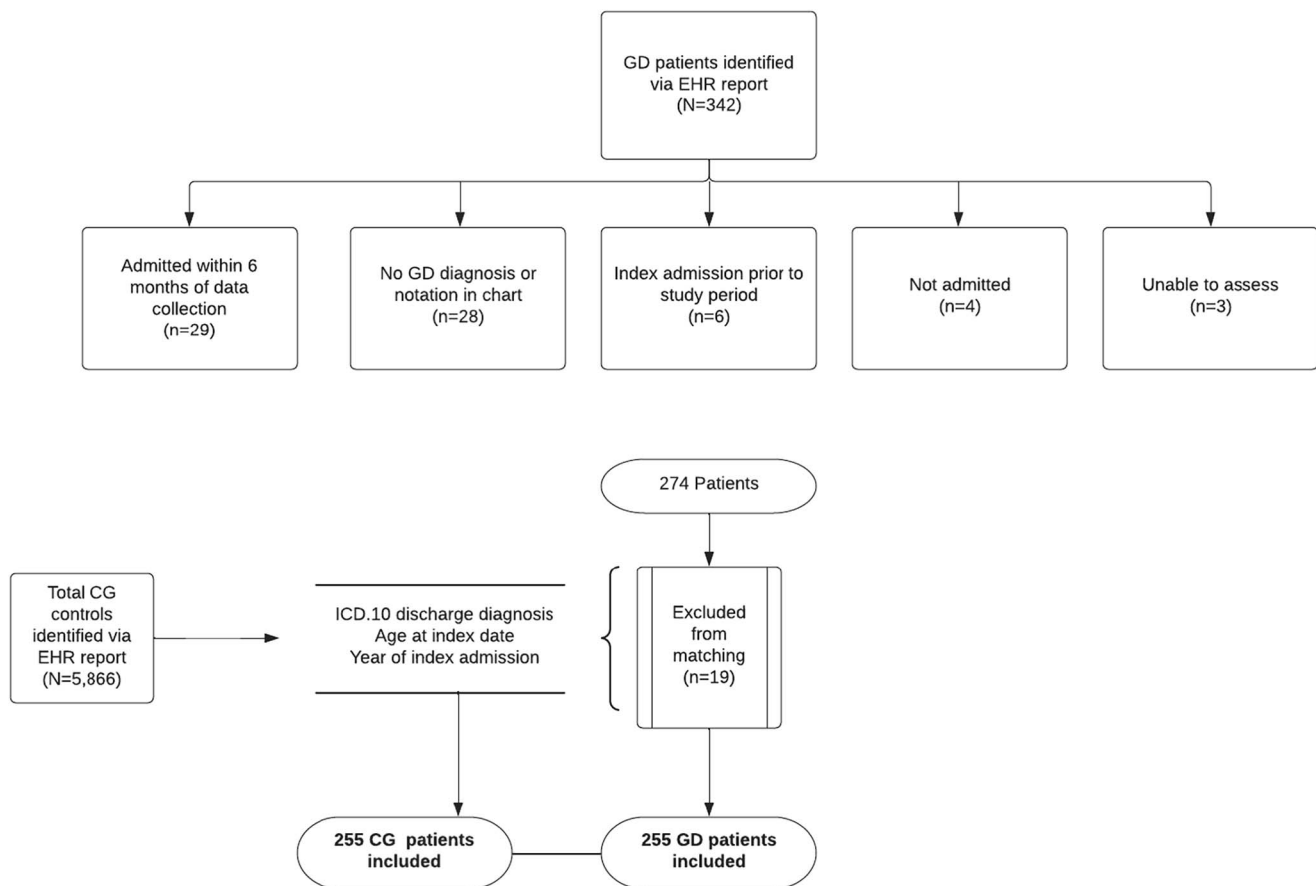 GD patients identified
via EHR report
(N=342)
Admitted within 6
months of data
collection
(n=29)
No GD diagnosis or
notation in chart
(n=28)
Index admission prior to
study period
(n=6)
Not admitted
(n=4)
Unable to assess
(n=3)
274 Patients
Total CG
controls
identified via
EHR report
(N=5,866)
ICD.10 discharge diagnosis
Age at index date
Year of index admission
Excluded
from
matching
(n=19)
255 CG patients
included
255 GD patients
included